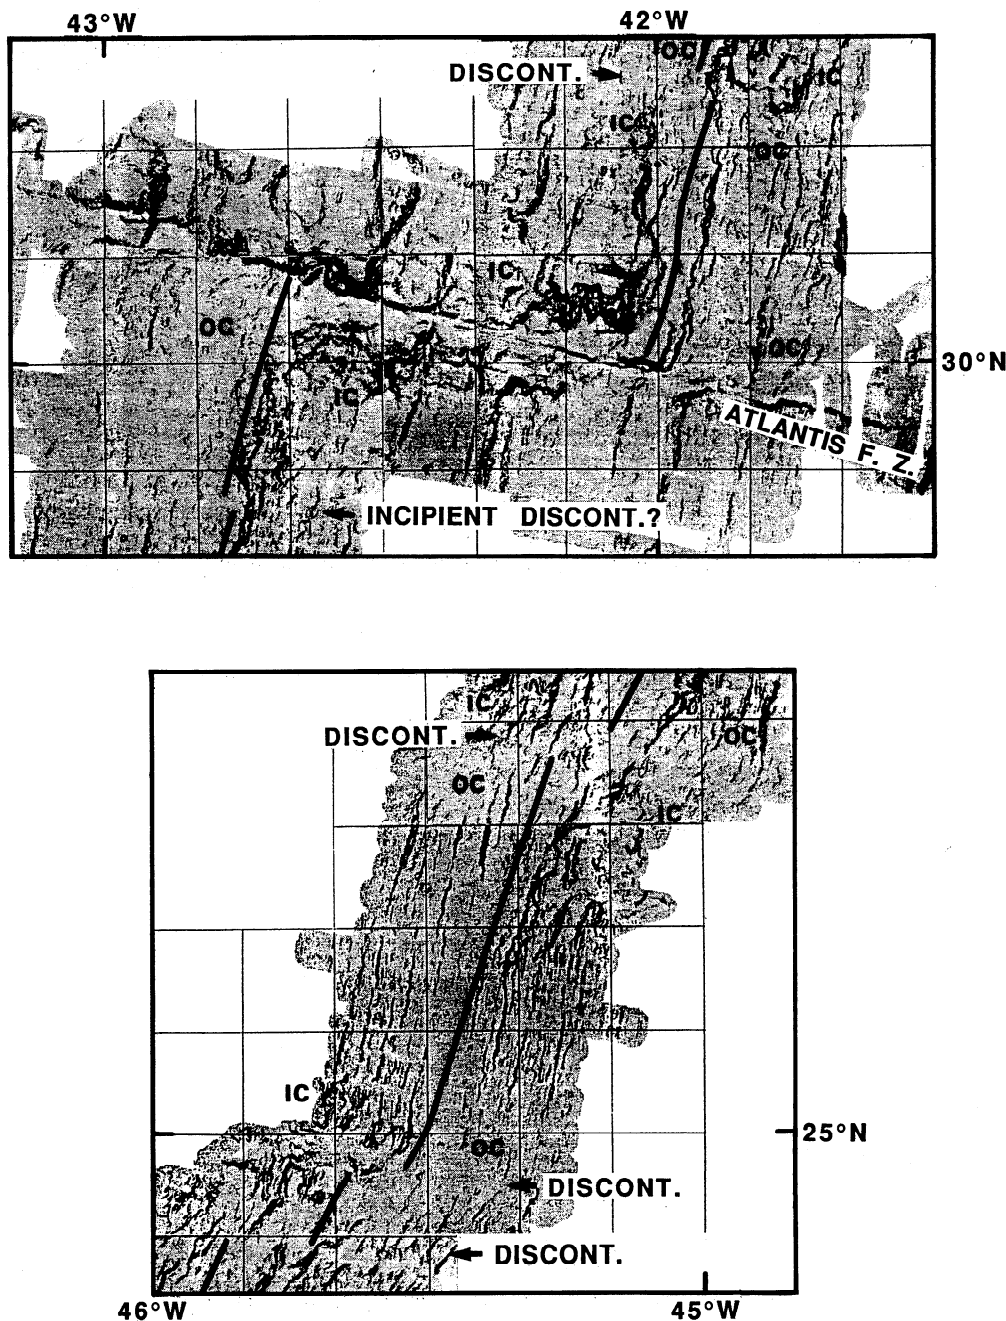 43°W 42°W
OC
DISCONT. IC
IC
OC
IC
OC
OC
30°N
IC
ATLANTIS F. Z.
INCIPIENT DISCONT.?
IC
DISCONT. OC
OC
IC
IC
25°N
OC
DISCONT.
DISCONT.
46°W 45°W